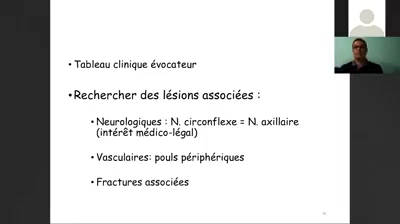 • Tableau clinique évocateur
•Rechercher des lésions associées :
• Neurologiques : N. circonflexe = N. axillaire
(intérêt médico-légal)
• Vasculaires: pouls périphériques
• Fractures associées